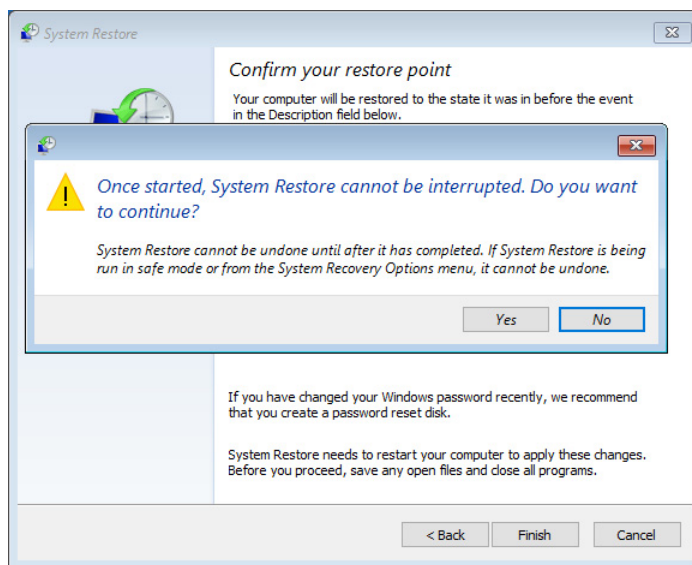 System Restore
Confirm your restore point
Your computer will be restored to the state it was in before the event
in the Description field below.
Once started, System Restore cannot be interrupted. Do you want
to continue?
System Restore cannot be undone until after it has completed. If System Restore is being
run in safe mode or from the System Recovery Options menu, it cannot be undone.
Yes No
If you have changed your Windows password recently, we recommend
that you create a password reset disk.
System Restore needs to restart your computer to apply these changes.
Before you proceed, save any open files and close all programs.
< Back Finish Cancel